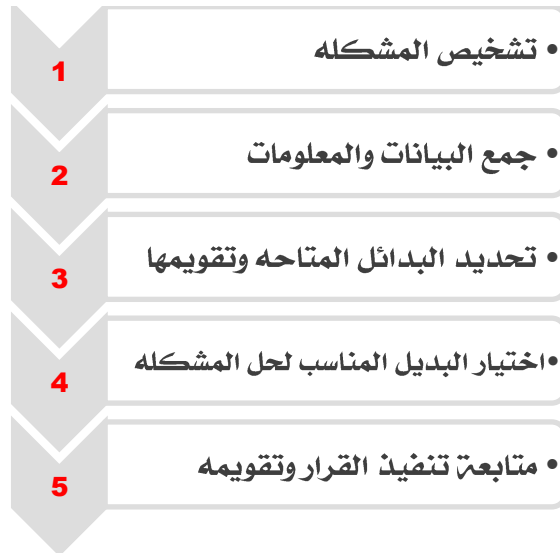 1
• تشخيص المشكله
2
• جمع البيانات والمعلومات
3
• تحديد البدائل المتاحه وتقويمها
4
•اختيار البديل المناسب لحل المشكله
5
• متابعة تنفيذ القرار وتقويمه